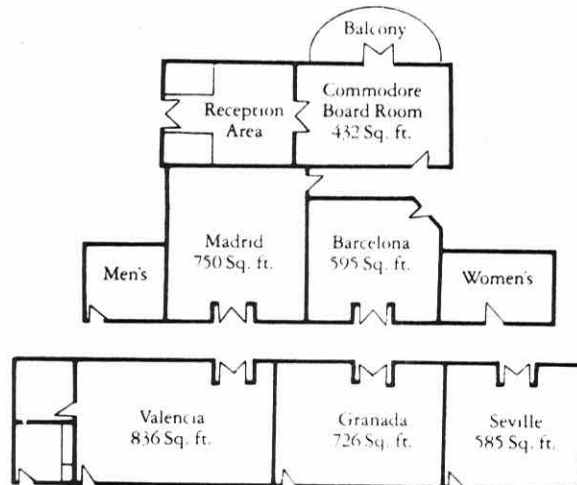 Balcony
Reception
Area
Commodore
Board Room
432 Sq. ft.
Madrid
750 Sq. ft.
Barcelona
595 Sq. ft.
Men's
Women's
Valencia
836 Sq. ft.
Granada
726 Sq. ft.
Seville
585 Sq. ft.